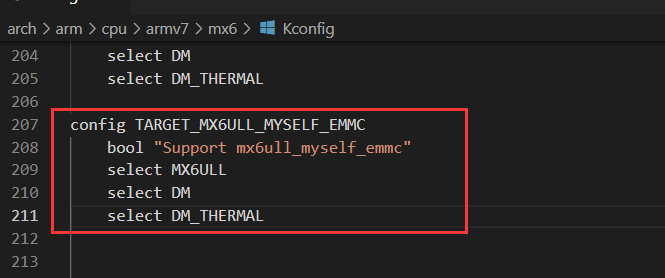 arch > arm > cpu > armv7 > mx6 > Kconfig
204 select DM
205 select DM_THERMAL
206
207 config TARGET_MX6ULL_MYSELF_EMMC
208 bool "Support mx6ull_myself_emmc"
209 select MX6ULL
210 select DM
211 select DM_THERMAL
212
213